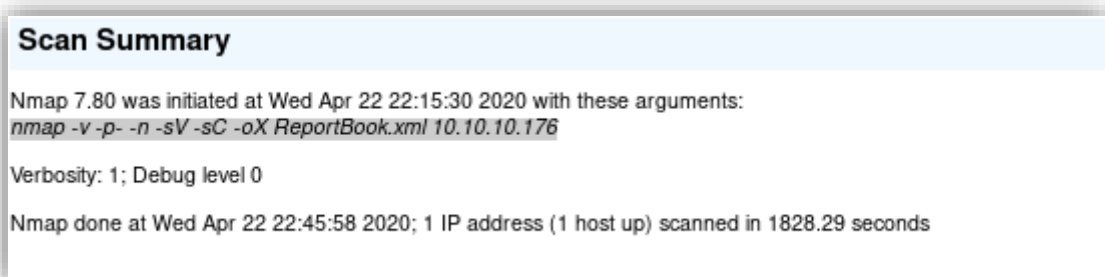 Scan Summary
Nmap 7.80 was initiated at Wed Apr 22 22:15:30 2020 with these arguments:
nmap -v -p- -n -sV -sC -oX ReportBook.xml 10.10.10.176
Verbosity: 1; Debug level 0
Nmap done at Wed Apr 22 22:45:58 2020; 1 IP address (1 host up) scanned in 1828.29 seconds